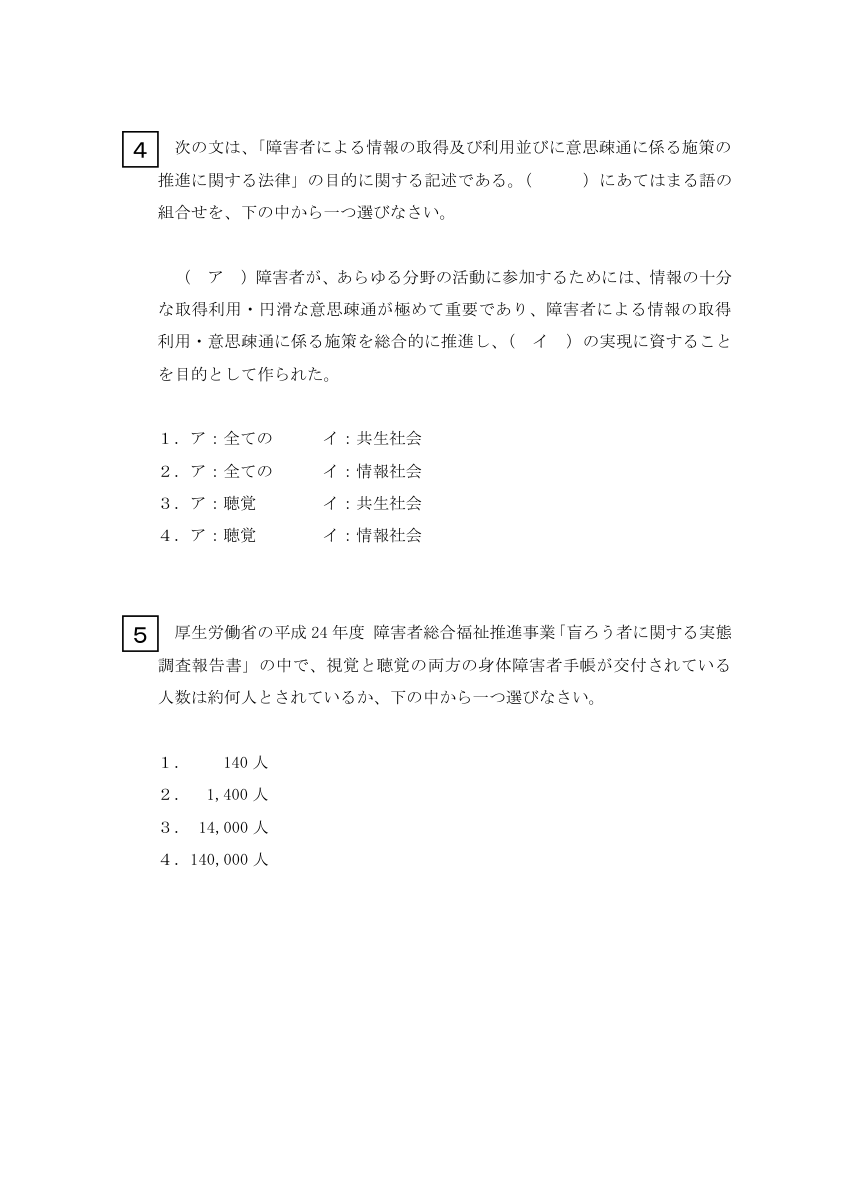 4 次の文は、「障害者による情報の取得及び利用並びに意思疎通に係る施策の
推進に関する法律」の目的に関する記述である。（　　　）にあてはまる語の
組合せを、下の中から一つ選びなさい。
（　ア　）障害者が、あらゆる分野の活動に参加するためには、情報の十分
な取得利用・円滑な意思疎通が極めて重要であり、障害者による情報の取得
利用・意思疎通に係る施策を総合的に推進し、（　イ　）の実現に資すること
を目的として作られた。
１．ア：全ての　　　イ：共生社会
２．ア：全ての　　　イ：情報社会
３．ア：聴覚　　　　イ：共生社会
４．ア：聴覚　　　　イ：情報社会
5 厚生労働省の平成 24 年度 障害者総合福祉推進事業「盲ろう者に関する実態
調査報告書」の中で、視覚と聴覚の両方の身体障害者手帳が交付されている
人数は約何人とされているか、下の中から一つ選びなさい。
１．　　140 人
２．　1,400 人
３． 14,000 人
４．140,000 人